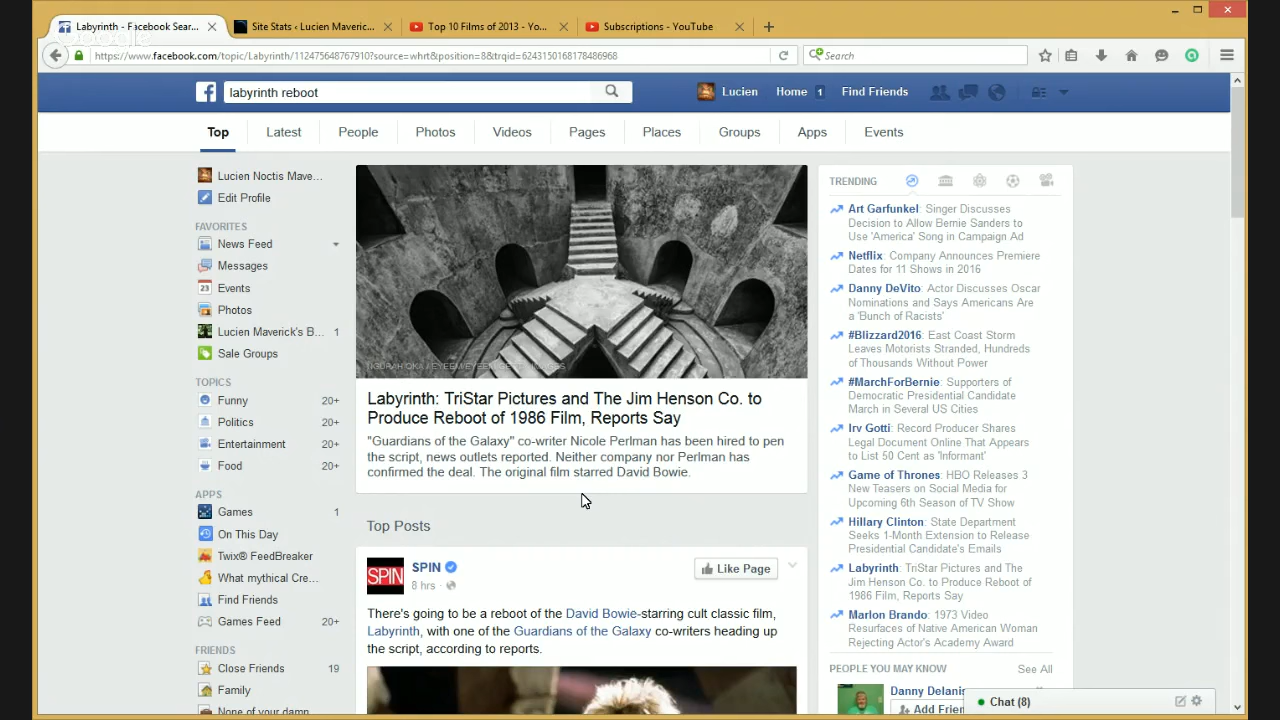 Labyrinth - Facebook Sear...
Site Stats ‹ Lucien Maveric...
Top 10 Films of 2013 - Yo...
Subscriptions - YouTube
https://www.facebook.com/topic/Labyrinth/112475648767910?source=whrt&position=8&trqid=6243150168178486968
Search
labyrinth reboot
Lucien
Home 1
Find Friends
Top
Latest
People
Photos
Videos
Pages
Places
Groups
Apps
Events
Lucien Noctis Mave...
Edit Profile
FAVORITES
News Feed
Messages
23 Events
Photos
Lucien Maverick's B... 1
Sale Groups
TOPICS
Funny 20+
Politics 20+
Entertainment 20+
Food 20+
APPS
Games 1
On This Day
Twix® FeedBreaker
What mythical Cre...
Find Friends
Games Feed 20+
FRIENDS
Close Friends 19
Family
None of your damn
Labyrinth: TriStar Pictures and The Jim Henson Co. to
Produce Reboot of 1986 Film, Reports Say
"Guardians of the Galaxy" co-writer Nicole Perlman has been hired to pen
the script, news outlets reported. Neither company nor Perlman has
confirmed the deal. The original film starred David Bowie.
Top Posts
SPIN
SPIN
8 hrs ·
Like Page
There's going to be a reboot of the David Bowie-starring cult classic film,
Labyrinth, with one of the Guardians of the Galaxy co-writers heading up
the script, according to reports.
TRENDING
Art Garfunkel: Singer Discusses
Decision to Allow Bernie Sanders to
Use 'America' Song in Campaign Ad
Netflix: Company Announces Premiere
Dates for 11 Shows in 2016
Danny DeVito: Actor Discusses Oscar
Nominations and Says Americans Are
a 'Bunch of Racists'
#Blizzard2016: East Coast Storm
Leaves Motorists Stranded, Hundreds
of Thousands Without Power
#MarchForBernie: Supporters of
Democratic Presidential Candidate
March in Several US Cities
Irv Gotti: Record Producer Shares
Legal Document Online That Appears
to List 50 Cent as 'Informant'
Game of Thrones: HBO Releases 3
New Teasers on Social Media for
Upcoming 6th Season of TV Show
Hillary Clinton: State Department
Seeks 1-Month Extension to Release
Presidential Candidate's Emails
Labyrinth: TriStar Pictures and The
Jim Henson Co. to Produce Reboot of
1986 Film, Reports Say
Marlon Brando: 1973 Video
Resurfaces of Native American Woman
Rejecting Actor's Academy Award
PEOPLE YOU MAY KNOW
See All
Danny Delanis
Add Frien
Chat (8)